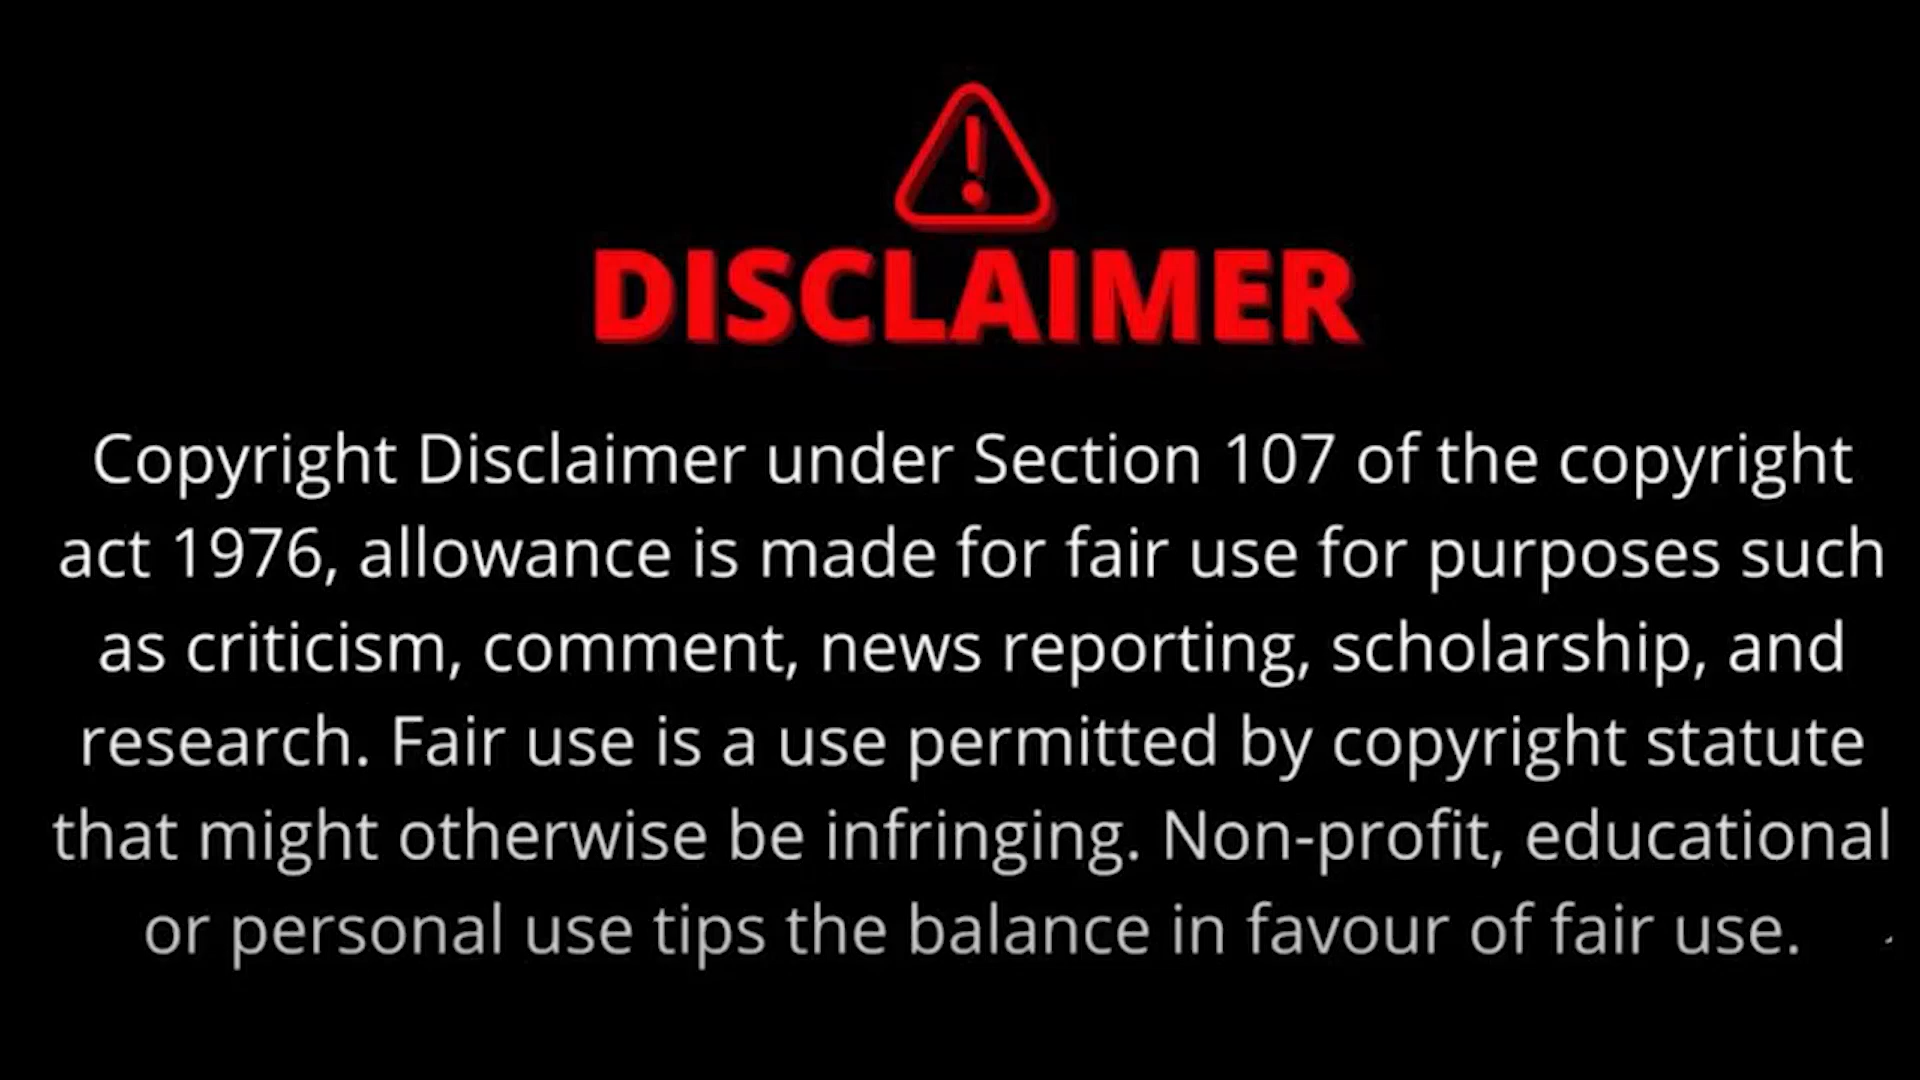 DISCLAIMER
Copyright Disclaimer under Section 107 of the copyright
act 1976, allowance is made for fair use for purposes such
as criticism, comment, news reporting, scholarship, and
research. Fair use is a use permitted by copyright statute
that might otherwise be infringing. Non-profit, educational
or personal use tips the balance in favour of fair use.